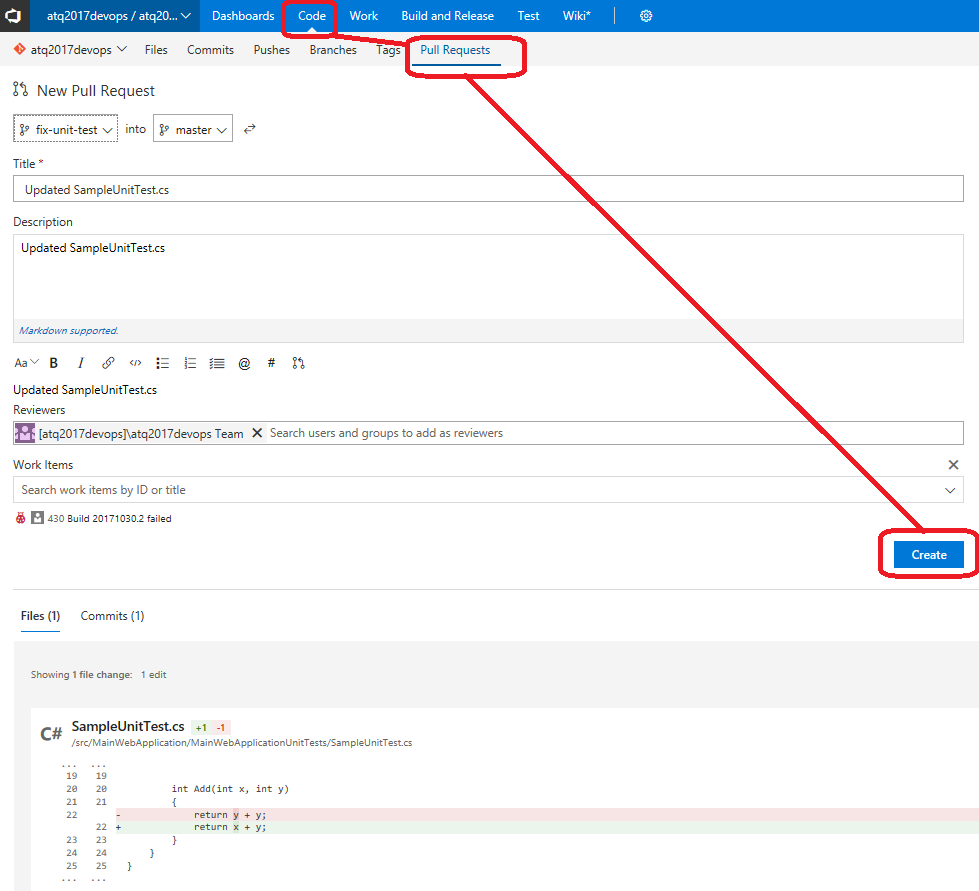 atq2017devops / atq20... Dashboards Code Work Build and Release Test Wiki*
atq2017devops Files Commits Pushes Branches Tags Pull Requests
New Pull Request
fix-unit-test into master
Title *
Updated SampleUnitTest.cs
Description
Updated SampleUnitTest.cs
Markdown supported.
Aa B I </> @ #
Updated SampleUnitTest.cs
Reviewers
[atq2017devops]\atq2017devops Team Search users and groups to add as reviewers
Work Items
Search work items by ID or title
430 Build 20171030.2 failed
Create
Files (1) Commits (1)
Showing 1 file change: 1 edit
C# SampleUnitTest.cs +1 -1
/src/MainWebApplication/MainWebApplicationUnitTests/SampleUnitTest.cs
... ...
19 19
20 20 int Add(int x, int y)
21 21 {
22 - return y + y;
22 + return x + y;
23 23 }
24 24 }
25 25 }
... ...